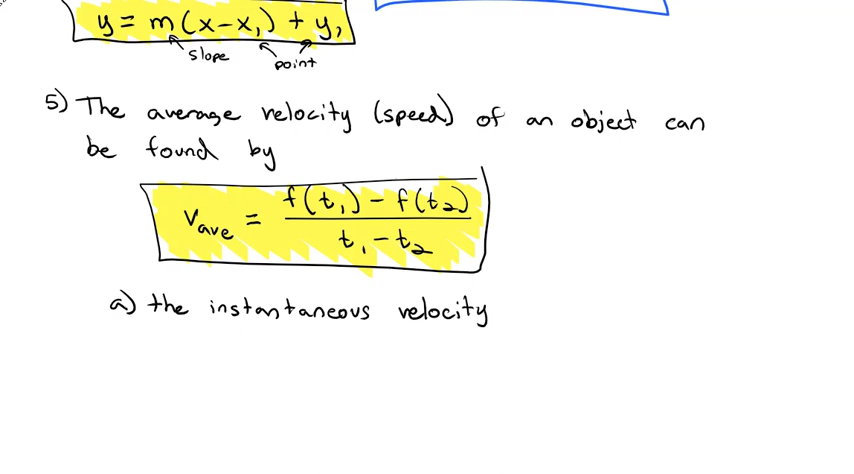 y = m(x-x₁) + y₁
slope
point
5) The average velocity (speed) of an object can
be found by
v_ave = (f(t₁) - f(t₂))/(t₁ - t₂)
a) the instantaneous velocity